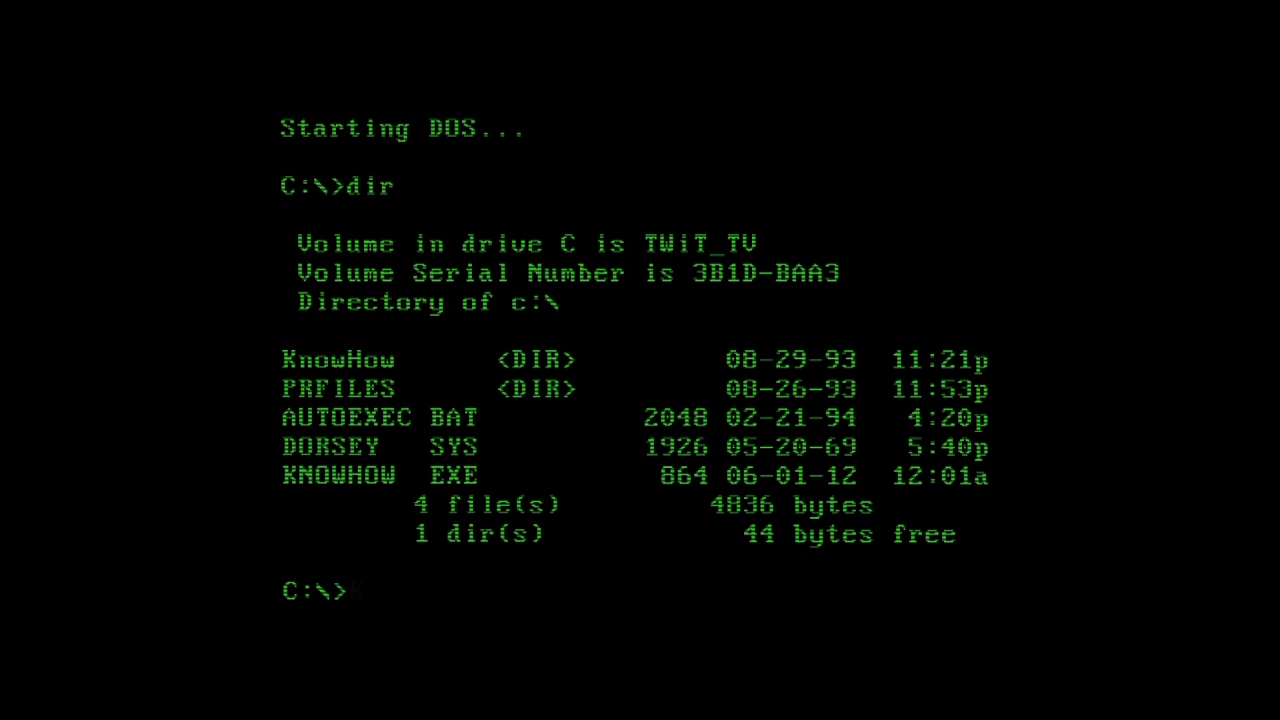 Starting DOS...
C:\>dir
Volume in drive C is TWiT_TV
Volume Serial Number is 3B1D-BAA3
Directory of c:\
KnowHow <DIR> 08-29-93 11:21p
PRFILES <DIR> 08-26-93 11:53p
AUTOEXEC BAT 2048 02-21-94 4:20p
DORSEY SYS 1926 05-20-69 5:40p
KNOWHOW EXE 864 06-01-12 12:01a
4 file(s) 4836 bytes
1 dir(s) 44 bytes free
C:\>